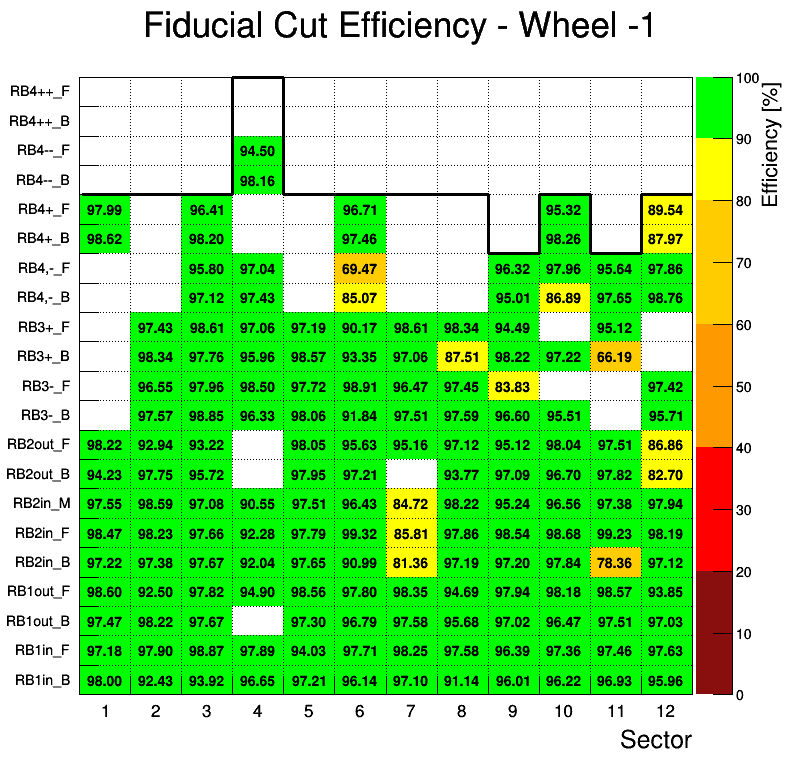 Fiducial Cut Efficiency - Wheel -1
RB4++_F
RB4++_B
RB4--_F 94.50
RB4--_B 98.16
RB4+_F 97.99 96.41 96.71 95.32 89.54
RB4+_B 98.62 98.20 97.46 98.26 87.97
RB4,-_F 95.80 97.04 69.47 96.32 97.96 95.64 97.86
RB4,-_B 97.12 97.43 85.07 95.01 86.89 97.65 98.76
RB3+_F 97.43 98.61 97.06 97.19 90.17 98.61 98.34 94.49 95.12
RB3+_B 98.34 97.76 95.96 98.57 93.35 97.06 87.51 98.22 97.22 66.19
RB3-_F 96.55 97.96 98.50 97.72 98.91 96.47 97.45 83.83 97.42
RB3-_B 97.57 98.85 96.33 98.06 91.84 97.51 97.59 96.60 95.51 95.71
RB2out_F 98.22 92.94 93.22 98.05 95.63 95.16 97.12 95.12 98.04 97.51 86.86
RB2out_B 94.23 97.75 95.72 97.95 97.21 93.77 97.09 96.70 97.82 82.70
RB2in_M 97.55 98.59 97.08 90.55 97.51 96.43 84.72 98.22 95.24 96.56 97.38 97.94
RB2in_F 98.47 98.23 97.66 92.28 97.79 99.32 85.81 97.86 98.54 98.68 99.23 98.19
RB2in_B 97.22 97.38 97.67 92.04 97.65 90.99 81.36 97.19 97.20 97.84 78.36 97.12
RB1out_F 98.60 92.50 97.82 94.90 98.56 97.80 98.35 94.69 97.94 98.18 98.57 93.85
RB1out_B 97.47 98.22 97.67 97.30 96.79 97.58 95.68 97.02 96.47 97.51 97.03
RB1in_F 97.18 97.90 98.87 97.89 94.03 97.71 98.25 97.58 96.39 97.36 97.46 97.63
RB1in_B 98.00 92.43 93.92 96.65 97.21 96.14 97.10 91.14 96.01 96.22 96.93 95.96
1 2 3 4 5 6 7 8 9 10 11 12
Sector
100
90
80
70
60
50
40
30
20
10
0
Efficiency [%]